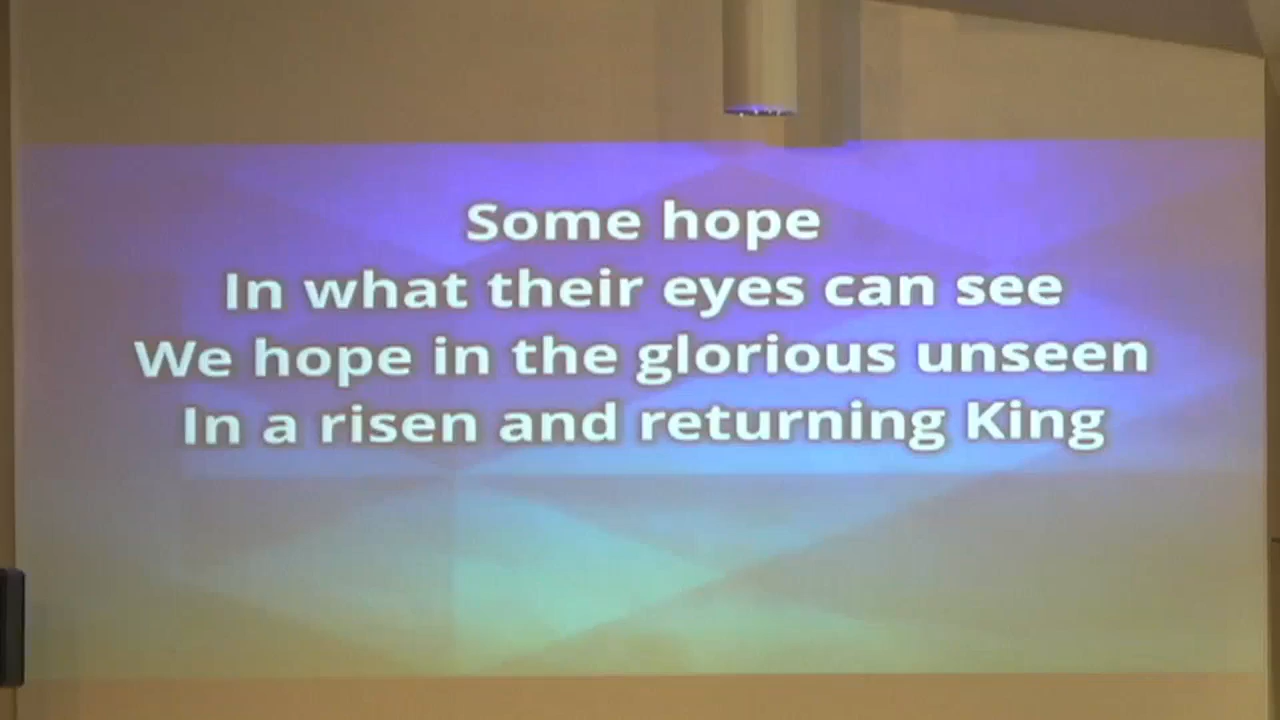 Some hope
In what their eyes can see
We hope in the glorious unseen
In a risen and returning King